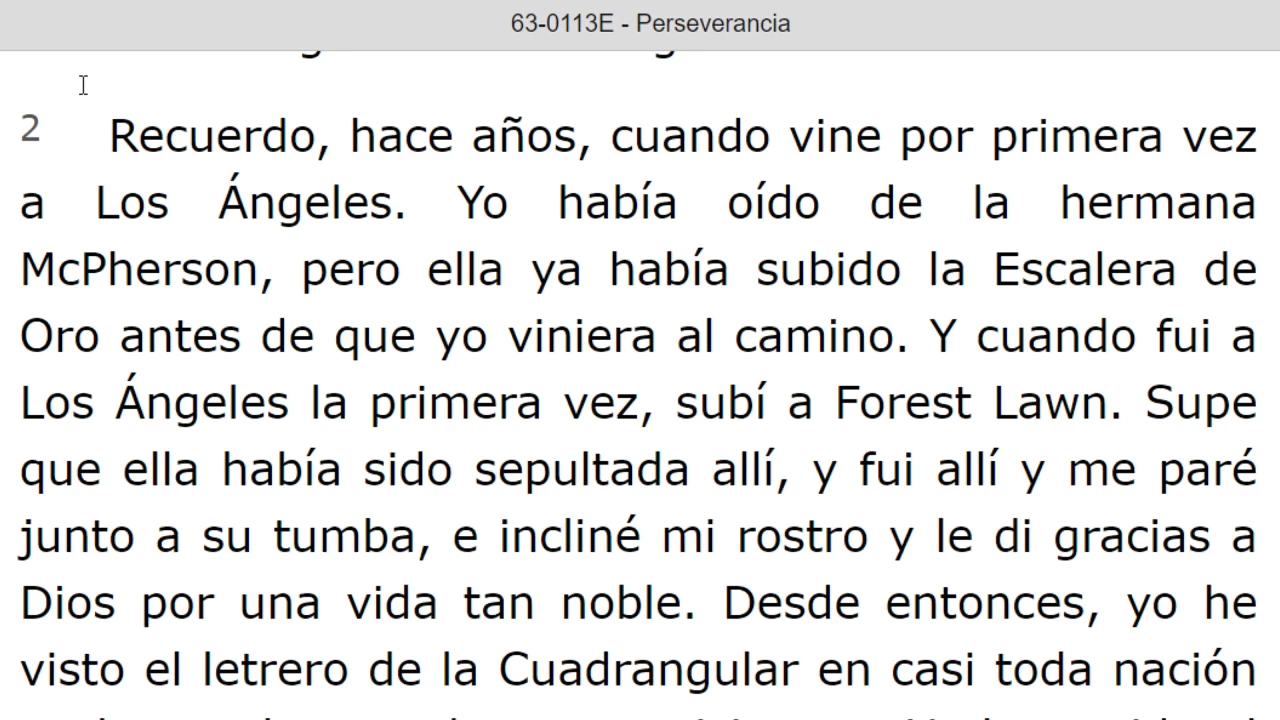 63-0113E - Perseverancia
2 Recuerdo, hace años, cuando vine por primera vez
a Los Ángeles. Yo había oído de la hermana
McPherson, pero ella ya había subido la Escalera de
Oro antes de que yo viniera al camino. Y cuando fui a
Los Ángeles la primera vez, subí a Forest Lawn. Supe
que ella había sido sepultada allí, y fui allí y me paré
junto a su tumba, e incliné mi rostro y le di gracias a
Dios por una vida tan noble. Desde entonces, yo he
visto el letrero de la Cuadrangular en casi toda nación